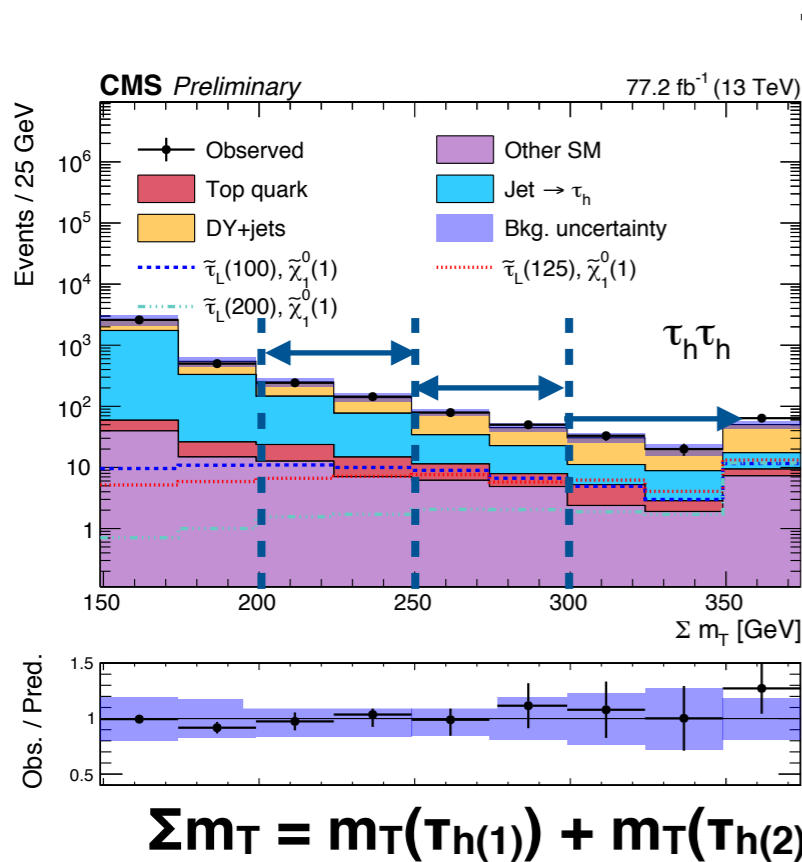 CMS Preliminary 77.2 fb⁻¹ (13 TeV)
Events / 25 GeV
Observed
Other SM
Top quark
Jet → τh
DY+jets
Bkg. uncertainty
τ̃L(100), χ̃⁰₁(1)
τ̃L(125), χ̃⁰₁(1)
τ̃L(200), χ̃⁰₁(1)
τhτh
10⁶
10⁵
10⁴
10³
10²
10
1
150 200 250 300 350
Σ mT [GeV]
Obs. / Pred.
1.5
1
0.5
ΣmT = mT(τh(1)) + mT(τh(2)